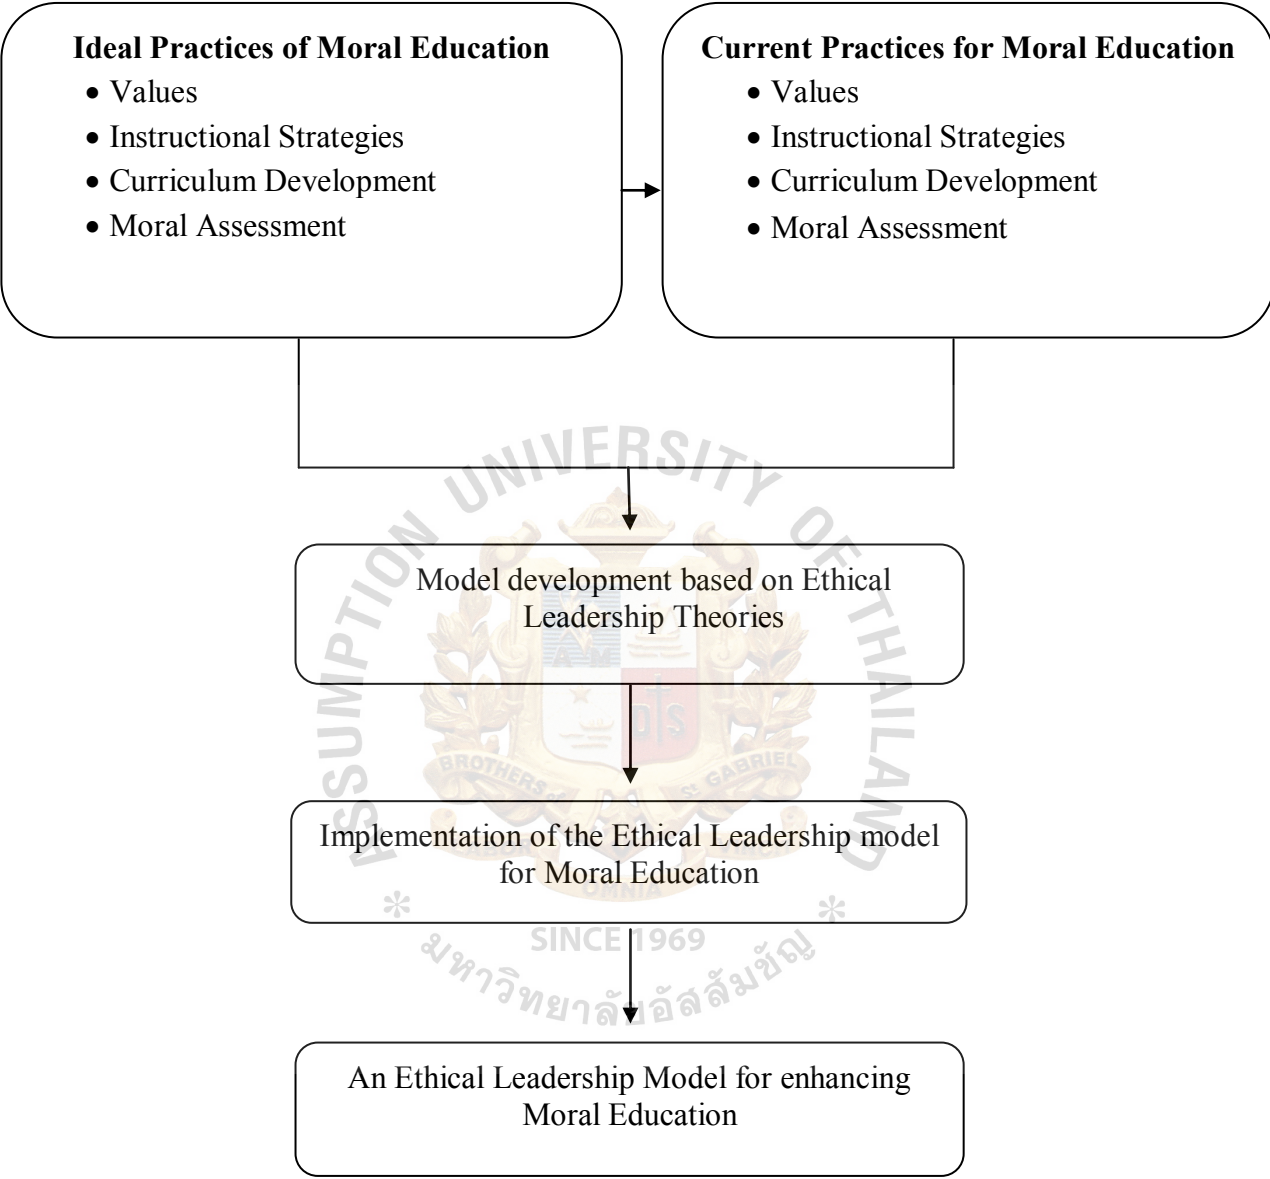 Ideal Practices of Moral Education
• Values
• Instructional Strategies
• Curriculum Development
• Moral Assessment
Current Practices for Moral Education
• Values
• Instructional Strategies
• Curriculum Development
• Moral Assessment
ASSUMPTION UNIVERSITY OF THAILAND
Model development based on Ethical
Leadership Theories
A M
D S
BROTHERS of St GABRIEL
Implementation of the Ethical Leadership model
for Moral Education
LABOR OMNIA VINCIT
* *
SINCE 1969
มหาวิทยาลัยอัสสัมชัญ
An Ethical Leadership Model for enhancing
Moral Education